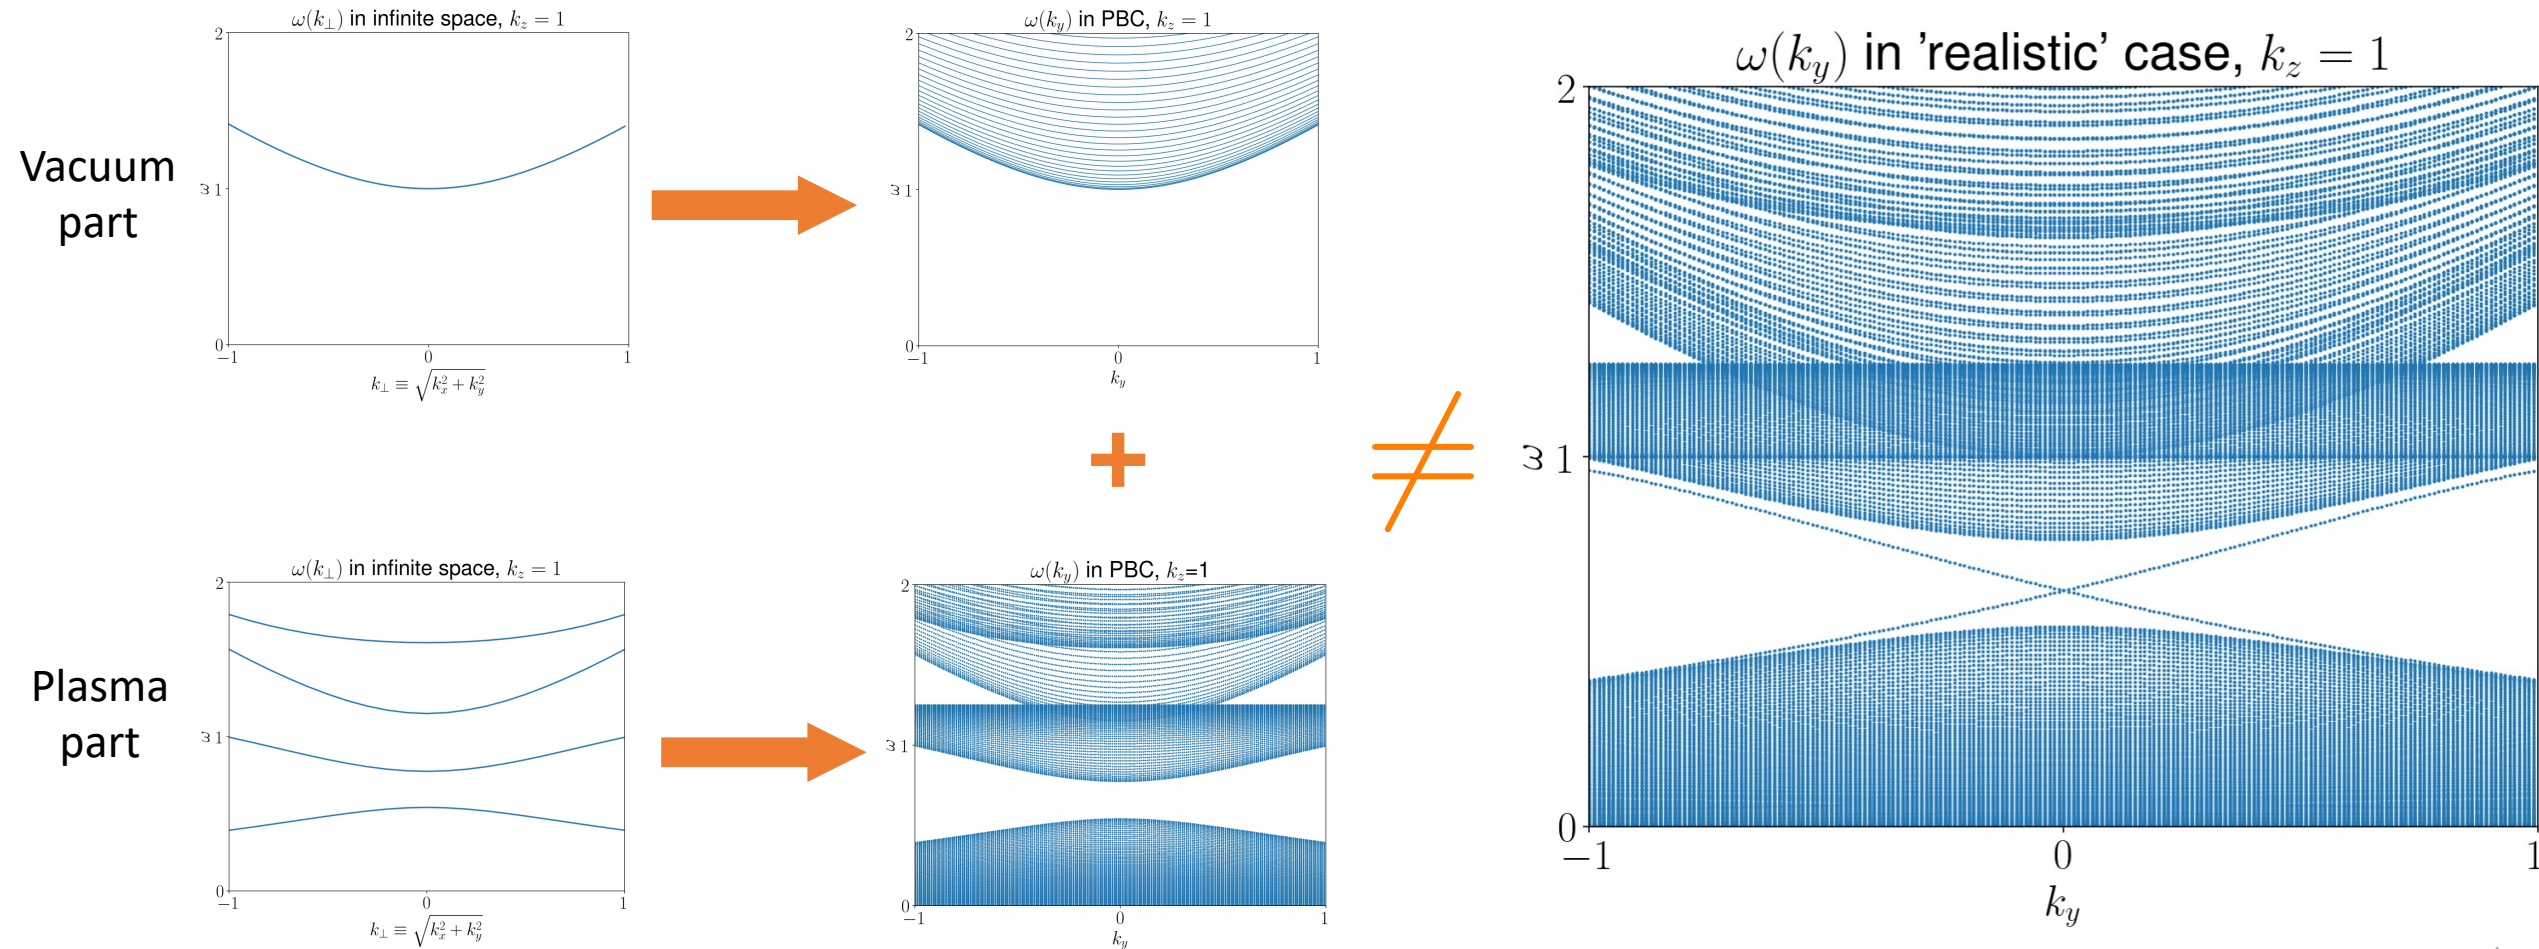 ω(k⊥) in infinite space, k_z = 1
2
ω 1
0
−1 0 1
k⊥ ≡ √(k_x² + k_y²)
Vacuum
part
ω(k_y) in PBC, k_z = 1
2
ω 1
0
−1 0 1
k_y
+
≠
ω(k⊥) in infinite space, k_z = 1
2
ω 1
0
−1 0 1
k⊥ ≡ √(k_x² + k_y²)
Plasma
part
ω(k_y) in PBC, k_z=1
2
ω 1
0
−1 0 1
k_y
ω(k_y) in 'realistic' case, k_z = 1
2
ω 1
0
−1 0 1
k_y